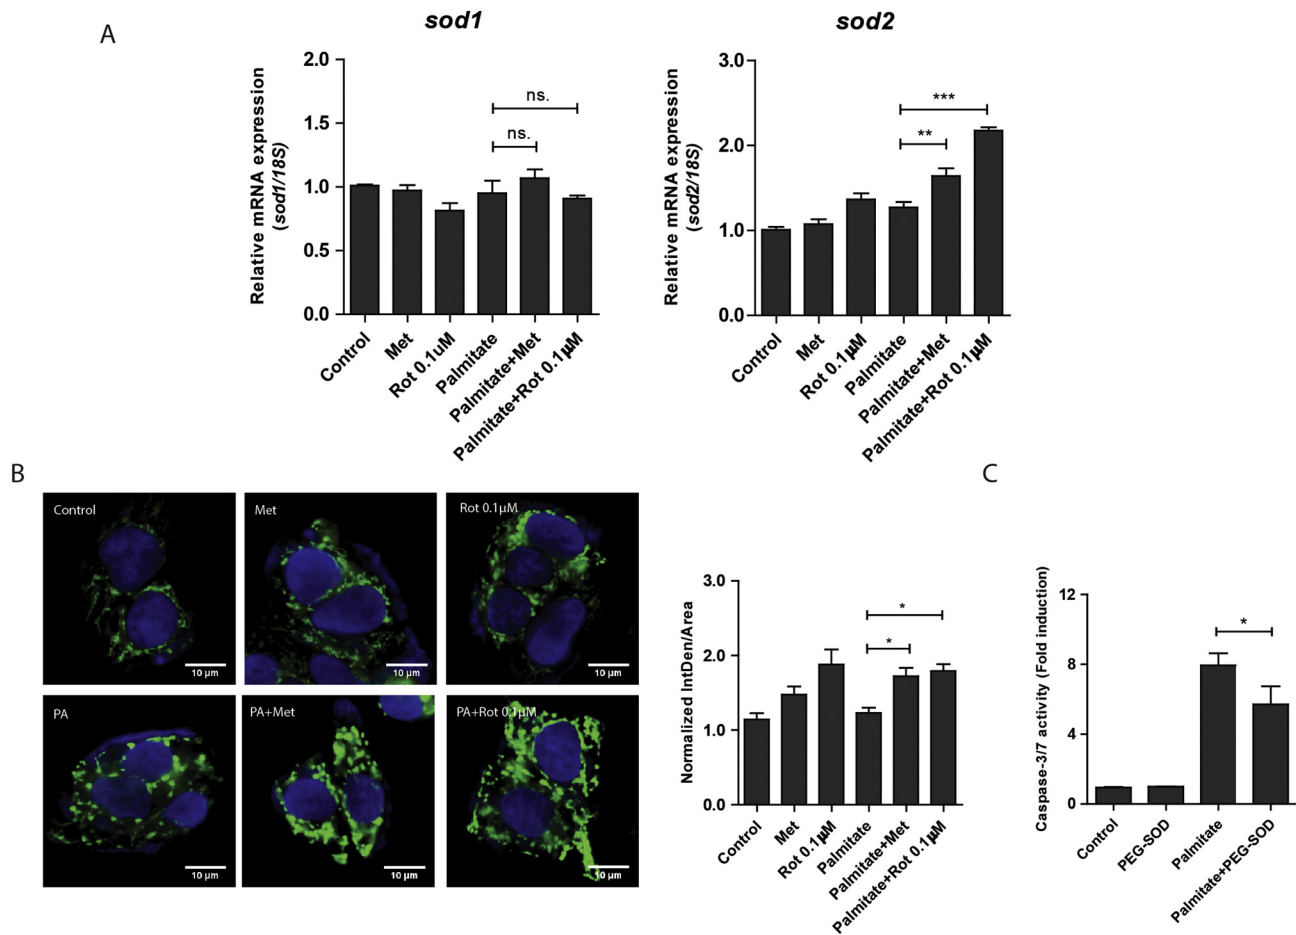 A
sod1
Relative mRNA expression
(sod1/18S)
2.0
1.5
1.0
0.5
0.0
ns.
ns.
Control
Met
Rot 0.1uM
Palmitate
Palmitate+Met
Palmitate+Rot 0.1µM
sod2
Relative mRNA expression
(sod2/18S)
3.0
2.0
1.0
0.0
***
**
Control
Met
Rot 0.1µM
Palmitate
Palmitate+Met
Palmitate+Rot 0.1µM
B
Control
10 µm
Met
10 µm
Rot 0.1µM
10 µm
PA
10 µm
PA+Met
10 µm
PA+Rot 0.1µM
10 µm
Normalized IntDen/Area
3.0
2.0
1.0
0.0
*
*
Control
Met
Rot 0.1µM
Palmitate
Palmitate+Met
Palmitate+Rot 0.1µM
C
Caspase-3/7 activity (Fold induction)
12
8
4
0
*
Control
PEG-SOD
Palmitate
Palmitate+PEG-SOD